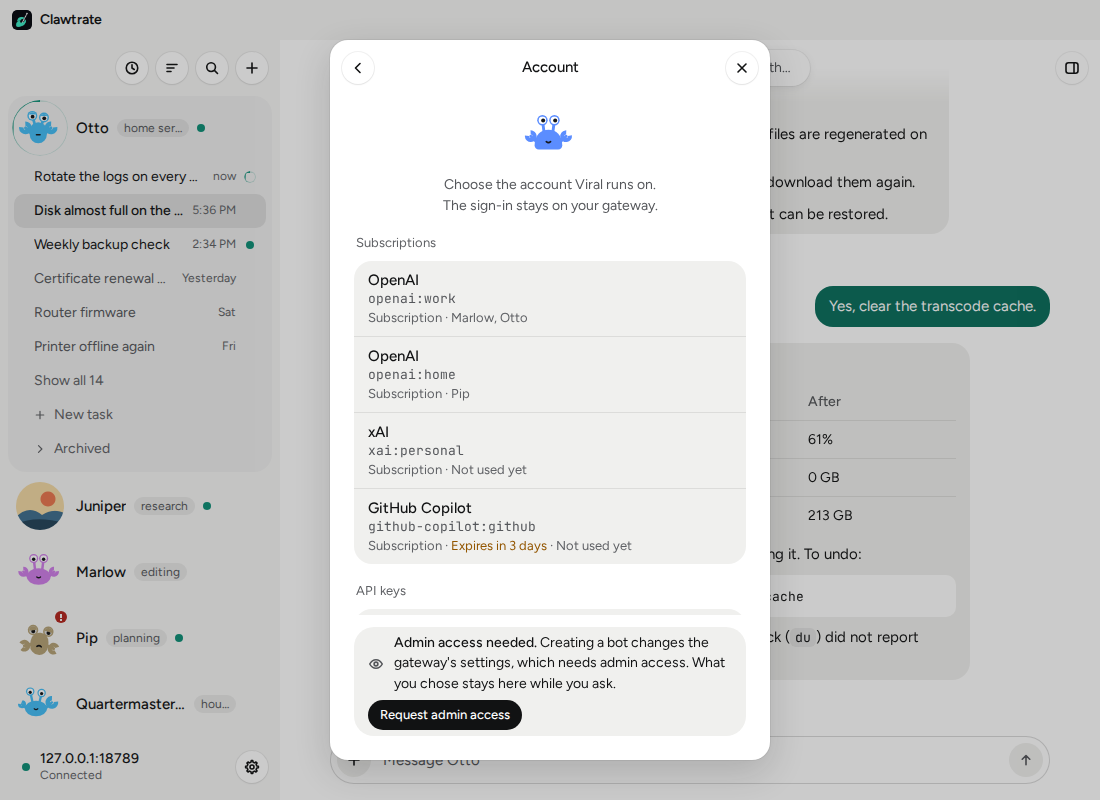 Clawtrate
Otto
home ser...
Rotate the logs on every ...
now
Disk almost full on the ...
5:36 PM
Weekly backup check
2:34 PM
Certificate renewal ...
Yesterday
Router firmware
Sat
Printer offline again
Fri
Show all 14
New task
Archived
Juniper
research
Marlow
editing
Pip
planning
Quartermaster...
hou...
127.0.0.1:18789
Connected
Account
Choose the account Viral runs on.
The sign-in stays on your gateway.
Subscriptions
OpenAI
openai:work
Subscription · Marlow, Otto
OpenAI
openai:home
Subscription · Pip
xAI
xai:personal
Subscription · Not used yet
GitHub Copilot
github-copilot:github
Subscription · Expires in 3 days · Not used yet
API keys
Admin access needed. Creating a bot changes the
gateway's settings, which needs admin access. What
you chose stays here while you ask.
Request admin access
th...
files are regenerated on
download them again.
t can be restored.
Yes, clear the transcode cache.
After
61%
0 GB
213 GB
ng it. To undo:
cache
ck ( du ) did not report
Message Otto